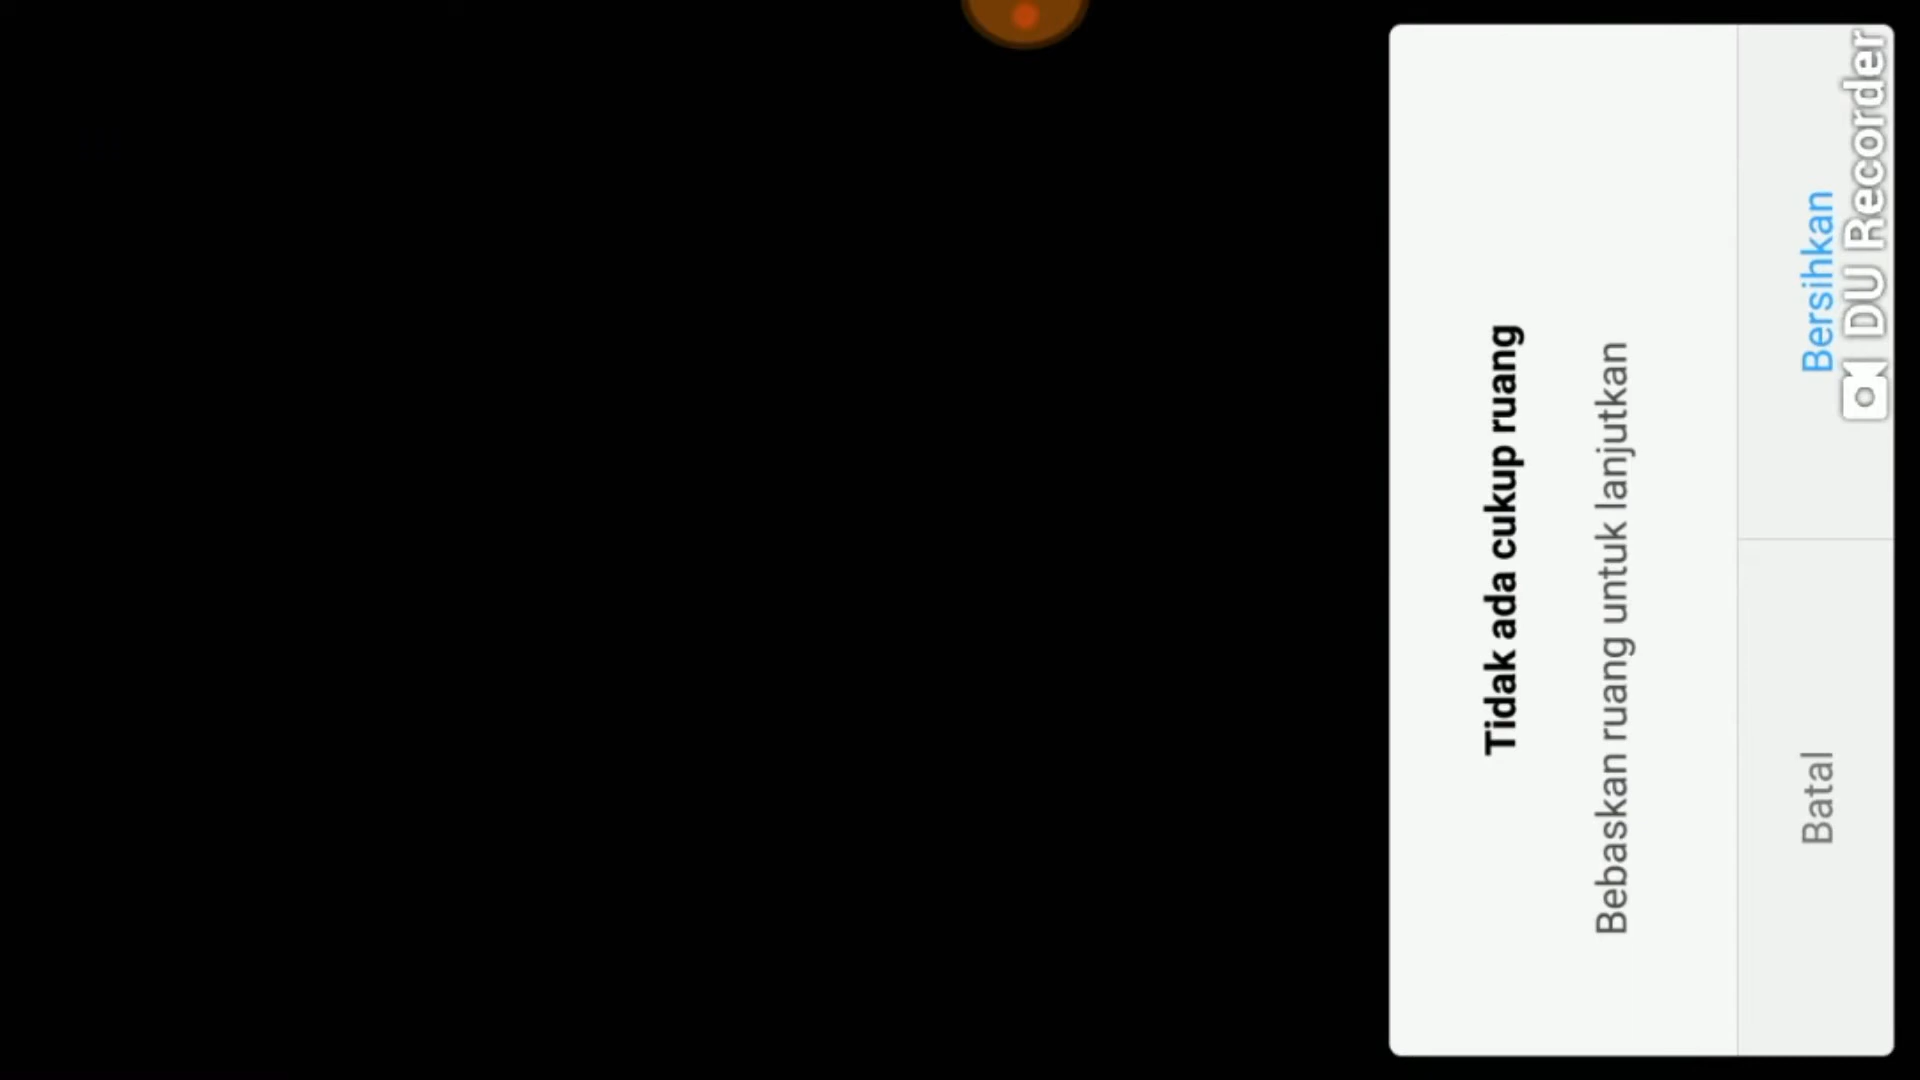 Tidak ada cukup ruang
Bebaskan ruang untuk lanjutkan
Batal
Bersihkan
DU Recorder